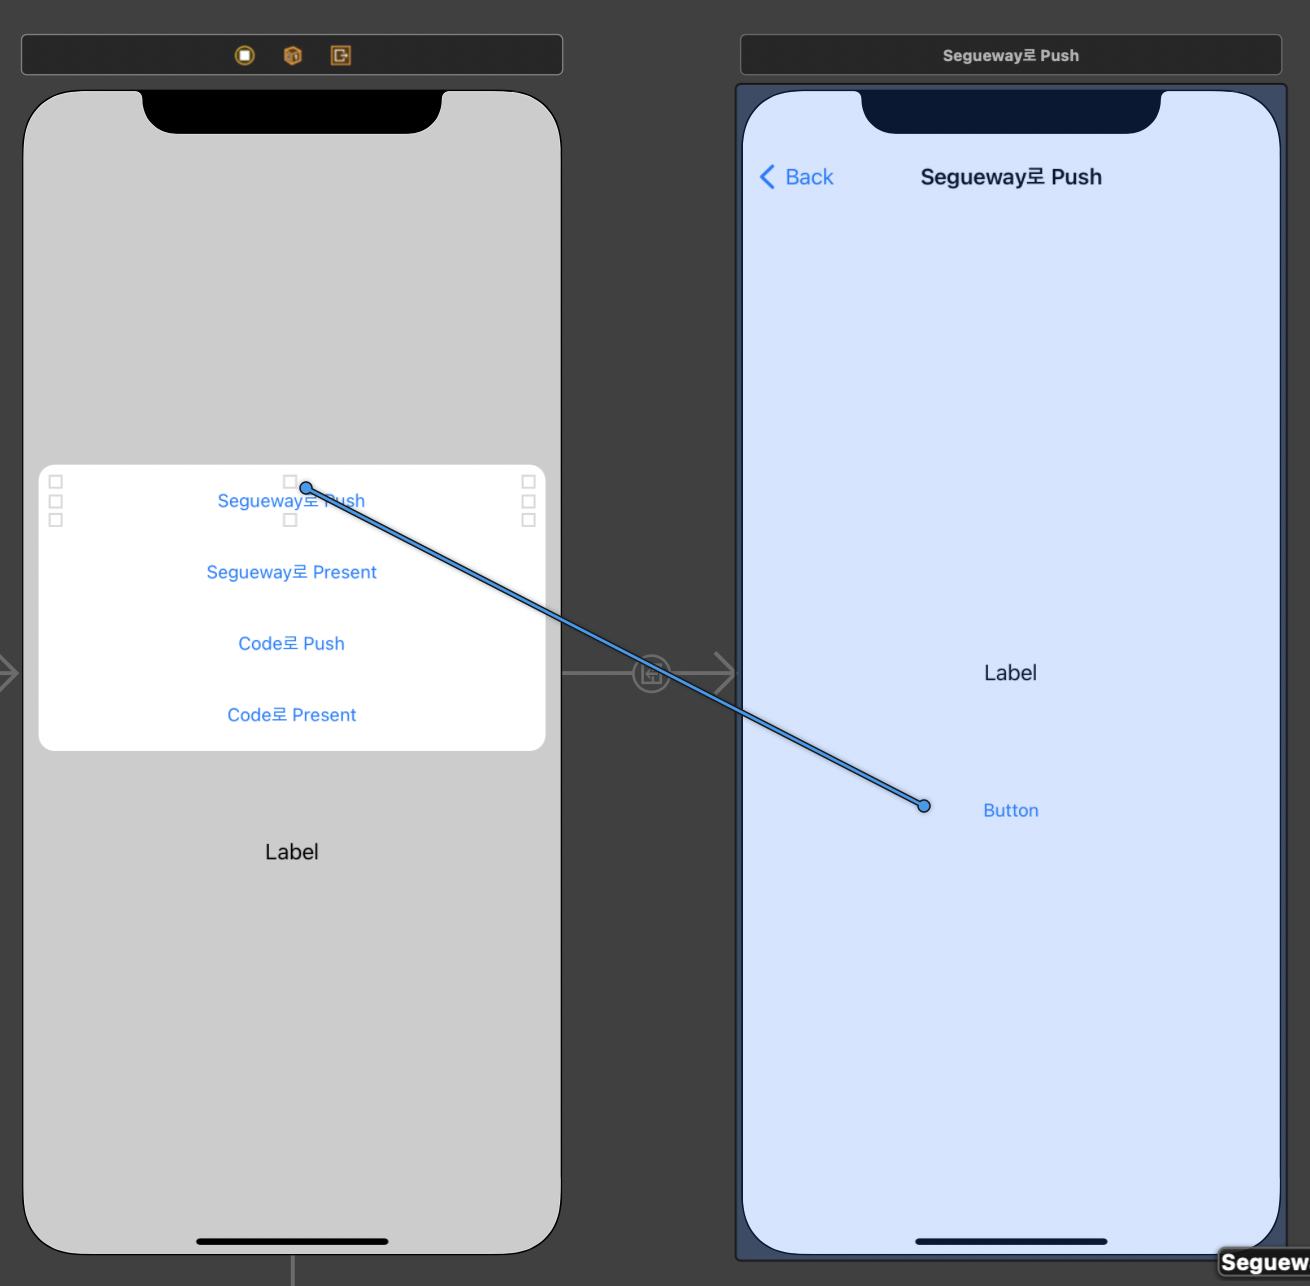 Segueway로 Push
Segueway로 Push
Segueway로 Present
Code로 Push
Code로 Present
Label
Back
Segueway로 Push
Label
Button
Seguew